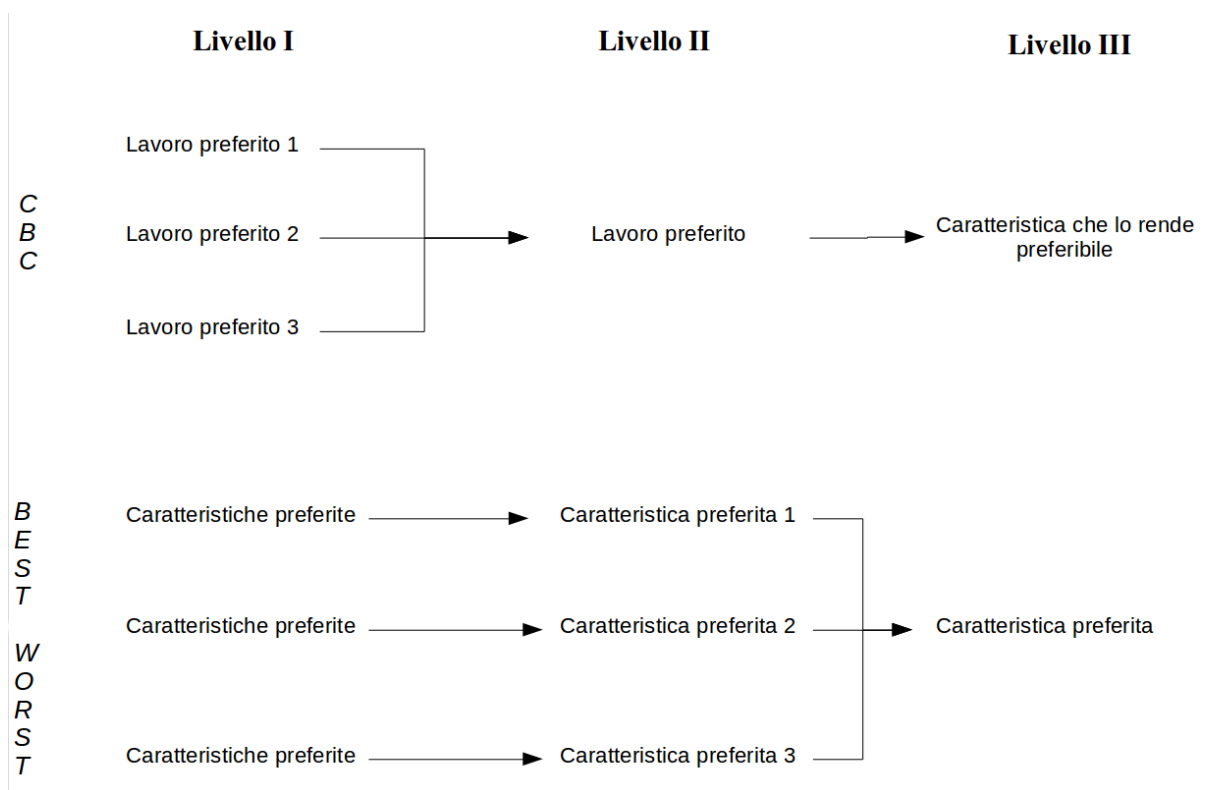 Livello I
Livello II
Livello III
C
B
C
Lavoro preferito 1
Lavoro preferito 2
Lavoro preferito 3
Lavoro preferito
Caratteristica che lo rende
preferibile
B
E
S
T
W
O
R
S
T
Caratteristiche preferite
Caratteristica preferita 1
Caratteristiche preferite
Caratteristica preferita 2
Caratteristica preferita
Caratteristiche preferite
Caratteristica preferita 3